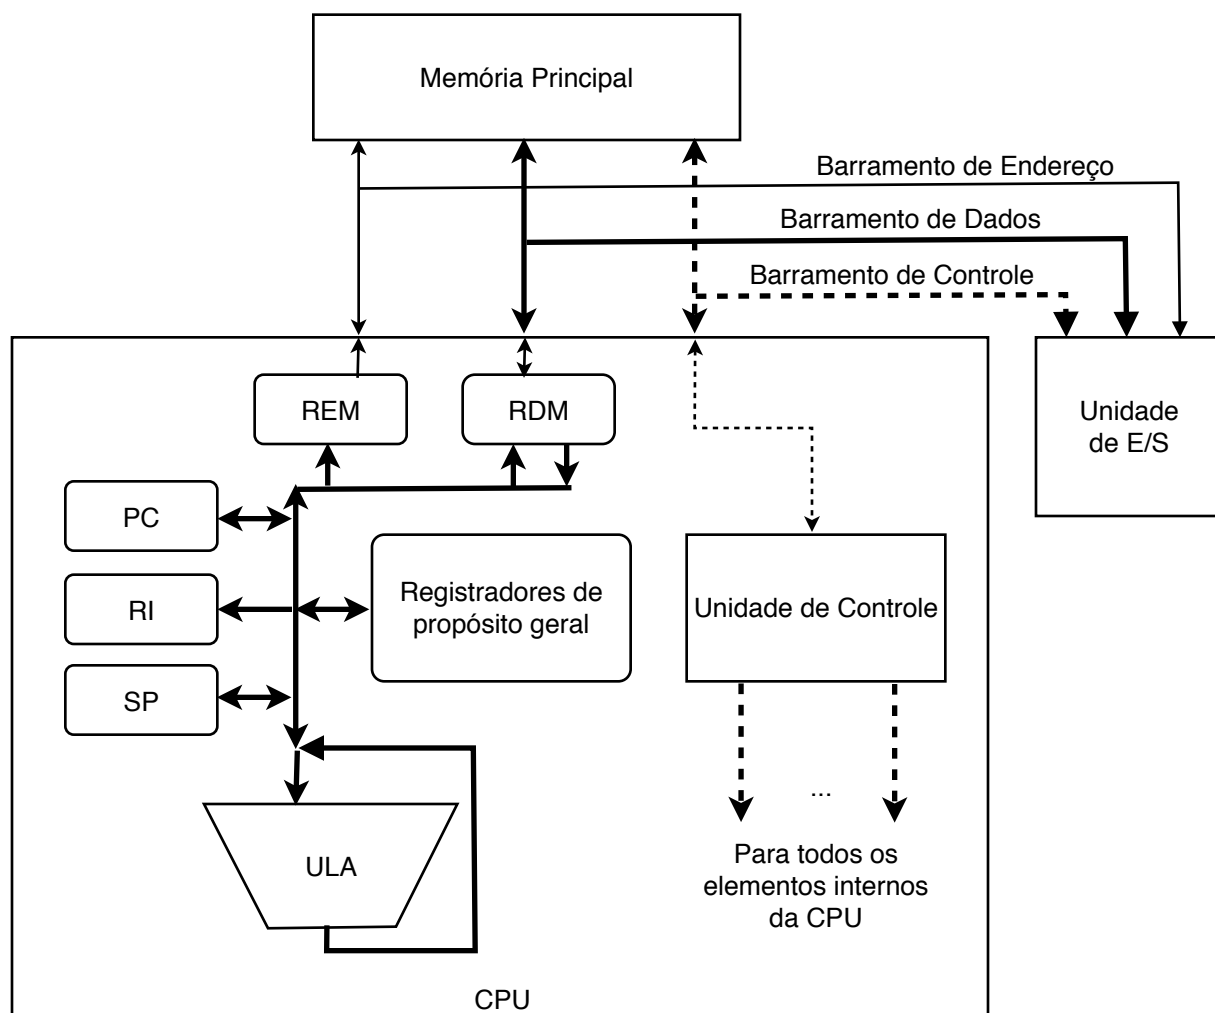 Memória Principal
Barramento de Endereço
Barramento de Dados
Barramento de Controle
REM
RDM
Unidade
de E/S
PC
RI
SP
Registradores de
propósito geral
Unidade de Controle
...
Para todos os
elementos internos
da CPU
ULA
CPU